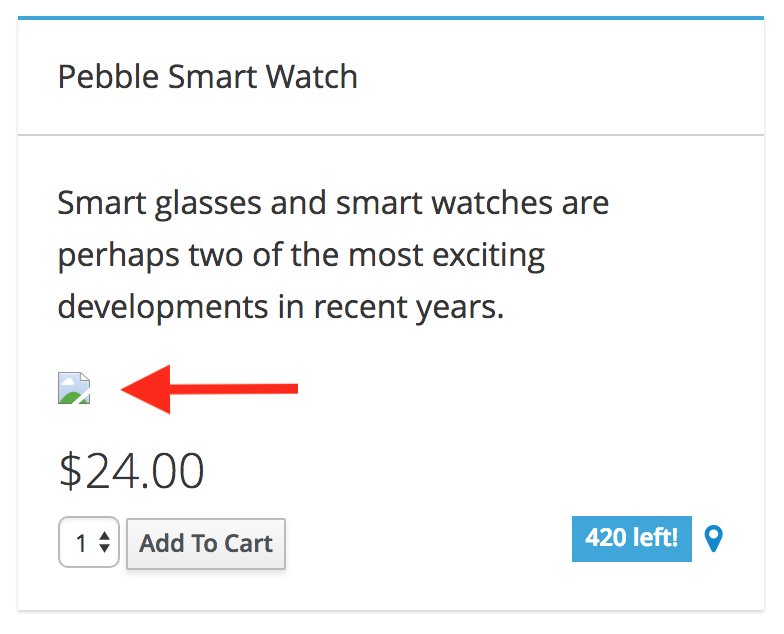 Pebble Smart Watch
Smart glasses and smart watches are
perhaps two of the most exciting
developments in recent years.
$24.00
1 Add To Cart 420 left!